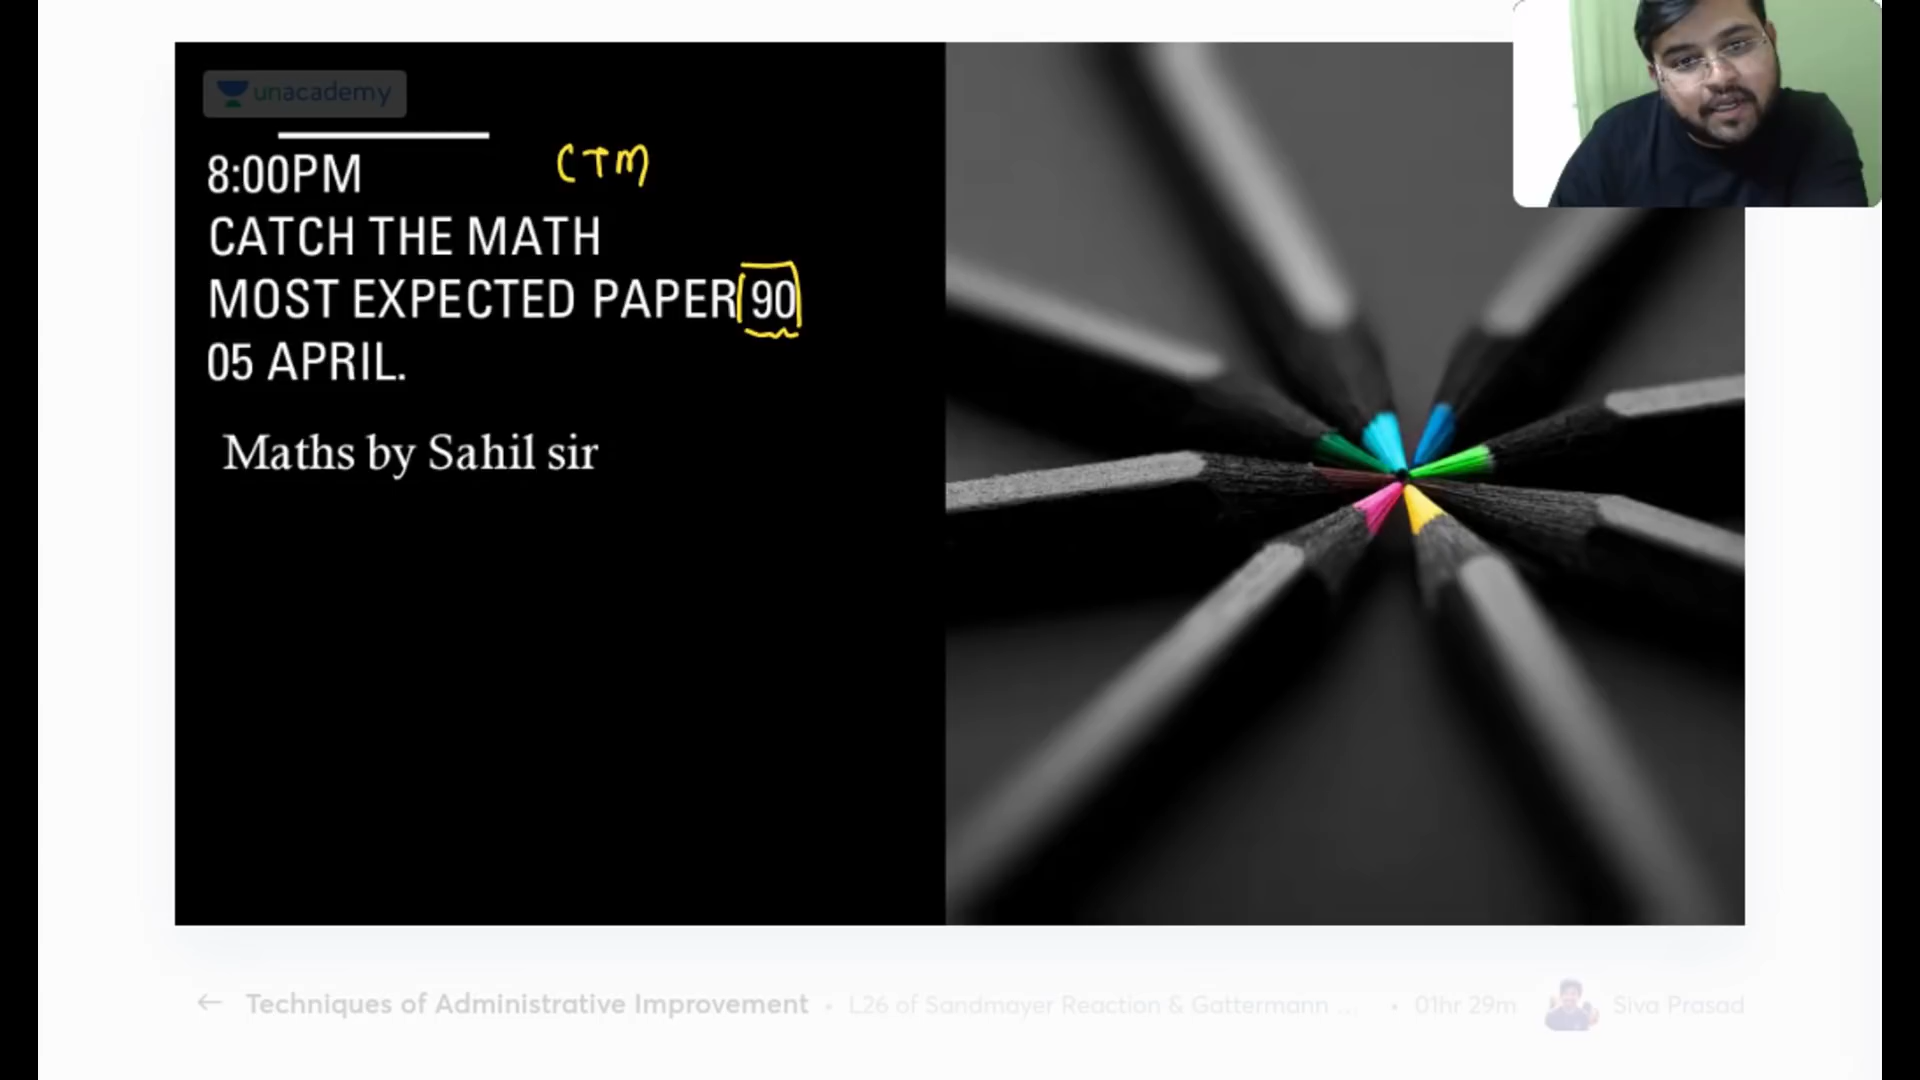 unacademy
8:00PM
CTM
CATCH THE MATH
MOST EXPECTED PAPER 90
05 APRIL.
Maths by Sahil sir
← Techniques of Administrative Improvement • L26 of Sandmayer Reaction & Gattermann ... • 01hr 29m Siva Prasad